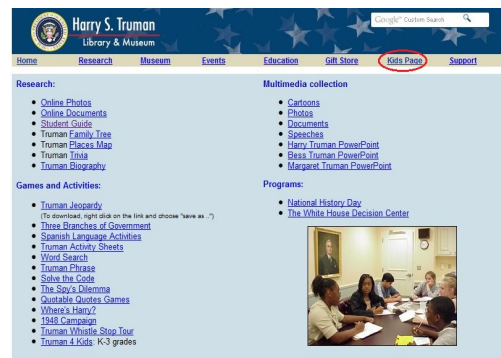 Harry S. Truman
Library & Museum
Google™ Custom Search
Home Research Museum Events Education Gift Store Kids Page Support
Research:
Online Photos
Online Documents
Student Guide
Truman Family Tree
Truman Places Map
Truman Trivia
Truman Biography
Games and Activities:
Truman Jeopardy
(To download, right click on the link and choose "save as ..")
Three Branches of Government
Spanish Language Activities
Truman Activity Sheets
Word Search
Truman Phrase
Solve the Code
The Spy's Dilemma
Quotable Quotes Games
Where's Harry?
1948 Campaign
Truman Whistle Stop Tour
Truman 4 Kids: K-3 grades
Multimedia collection
Cartoons
Photos
Documents
Speeches
Harry Truman PowerPoint
Bess Truman PowerPoint
Margaret Truman PowerPoint
Programs:
National History Day
The White House Decision Center